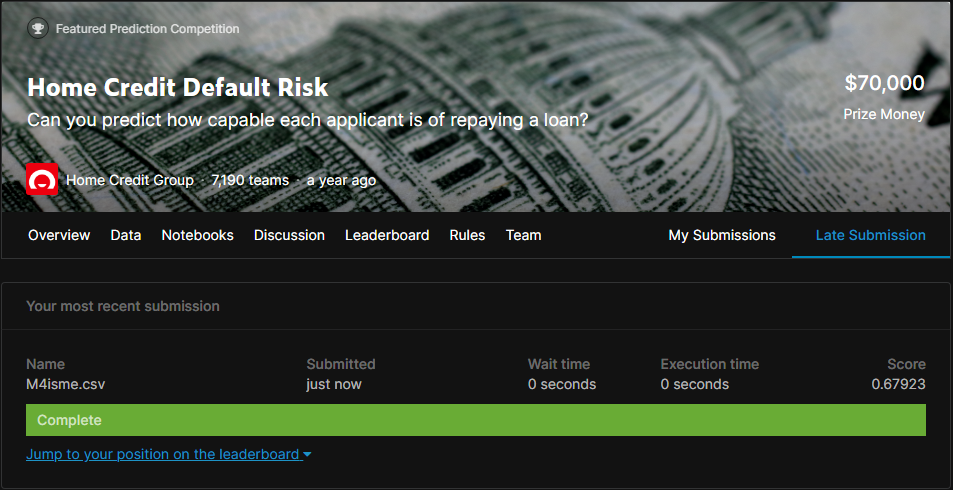 Featured Prediction Competition
Home Credit Default Risk
$70,000
Can you predict how capable each applicant is of repaying a loan?
Prize Money
Home Credit Group · 7,190 teams · a year ago
Overview Data Notebooks Discussion Leaderboard Rules Team My Submissions Late Submission
Your most recent submission
Name Submitted Wait time Execution time Score
M4isme.csv just now 0 seconds 0 seconds 0.67923
Complete
Jump to your position on the leaderboard